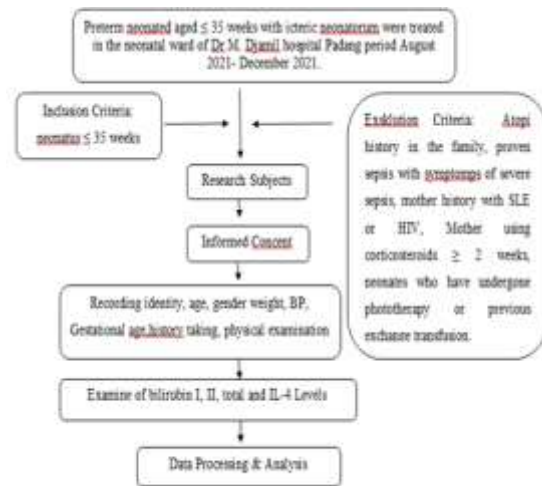 Preterm neonated aged ≤ 35 weeks with icteric neonatorum were treated
in the neonatal ward of Dr M. Djamil hospital Padang period August
2021- December 2021.
Inclusion Criteria:
neonatus ≤ 35 weeks
Exsklution Criteria: Atopi
history in the family, proven
sepsis with symptomps of severe
sepsis, mother history with SLE
or HIV, Mother using
corticosteroids ≥ 2 weeks,
neonates who have undergone
phototherapy or previous
exchange transfusion.
Research Subjects
Informed Concent
Recording identity, age, gender weight, BP,
Gestational age,history taking, physical examination
Examine of bilirubin I, II, total and IL-4 Levels
Data Processing & Analysis